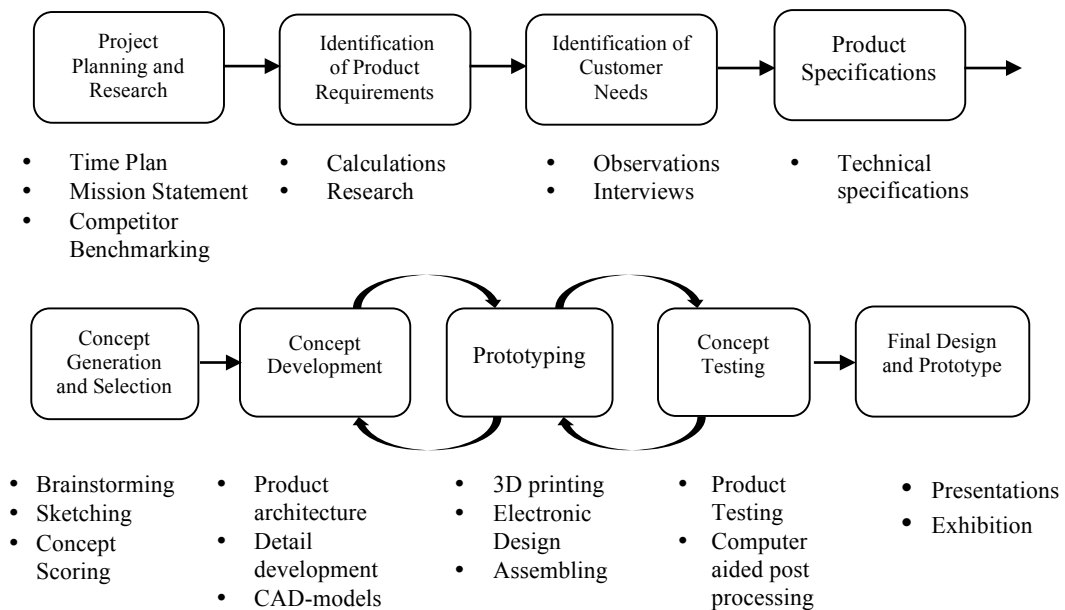 Project
Planning and
Research
Identification
of Product
Requirements
Identification of
Customer
Needs
Product
Specifications
• Time Plan
• Mission Statement
• Competitor
Benchmarking
• Calculations
• Research
• Observations
• Interviews
• Technical
specifications
Concept
Generation
and Selection
Concept
Development
Prototyping
Concept
Testing
Final Design
and Prototype
• Brainstorming
• Sketching
• Concept
Scoring
• Product
architecture
• Detail
development
• CAD-models
• 3D printing
• Electronic
Design
• Assembling
• Product
Testing
• Computer
aided post
processing
• Presentations
• Exhibition